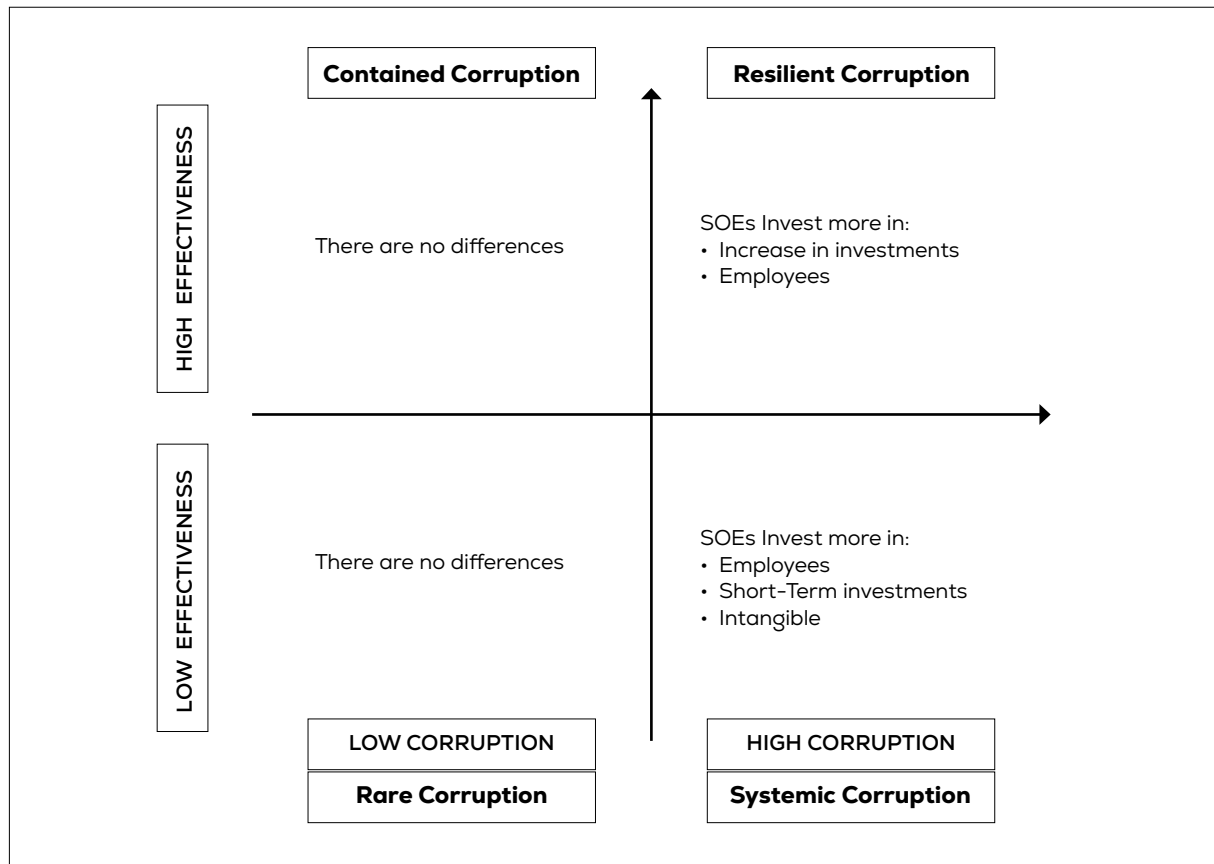 Contained Corruption
Resilient Corruption
HIGH EFFECTIVENESS
There are no differences
SOEs Invest more in:
• Increase in investments
• Employees
LOW EFFECTIVENESS
There are no differences
SOEs Invest more in:
• Employees
• Short-Term investments
• Intangible
LOW CORRUPTION
HIGH CORRUPTION
Rare Corruption
Systemic Corruption